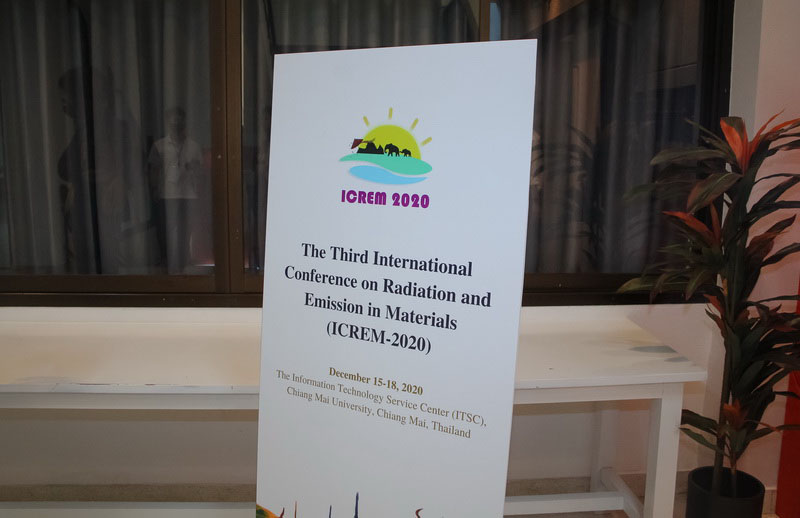 ICREM 2020
The Third International
Conference on Radiation and
Emission in Materials
(ICREM-2020)
December 15-18, 2020
The Information Technology Service Center (ITSC),
Chiang Mai University, Chiang Mai, Thailand